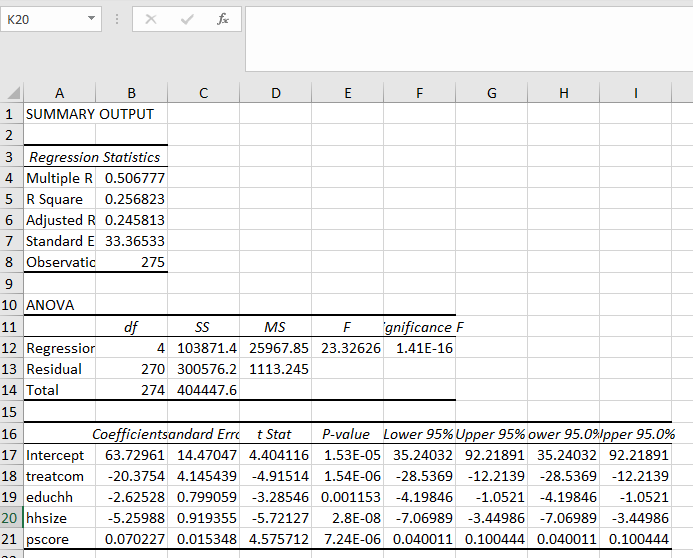 K20 fx
A B C D E F G H I
1 SUMMARY OUTPUT
2
3 Regression Statistics
4 Multiple R 0.506777
5 R Square 0.256823
6 Adjusted R 0.245813
7 Standard E 33.36533
8 Observatic 275
9
10 ANOVA
11 df SS MS F gnificance F
12 Regression 4 103871.4 25967.85 23.32626 1.41E-16
13 Residual 270 300576.2 1113.245
14 Total 274 404447.6
15
16 Coefficients andard Erro t Stat P-value Lower 95% Upper 95% ower 95.0% Upper 95.0%
17 Intercept 63.72961 14.47047 4.404116 1.53E-05 35.24032 92.21891 35.24032 92.21891
18 treatcom -20.3754 4.145439 -4.91514 1.54E-06 -28.5369 -12.2139 -28.5369 -12.2139
19 educhh -2.62528 0.799059 -3.28546 0.001153 -4.19846 -1.0521 -4.19846 -1.0521
20 hhsize -5.25988 0.919355 -5.72127 2.8E-08 -7.06989 -3.44986 -7.06989 -3.44986
21 pscore 0.070227 0.015348 4.575712 7.24E-06 0.040011 0.100444 0.040011 0.100444